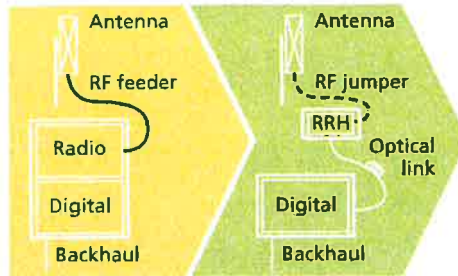 Antenna
RF feeder
Radio
Digital
Backhaul
Antenna
RF jumper
RRH
Optical
link
Digital
Backhaul